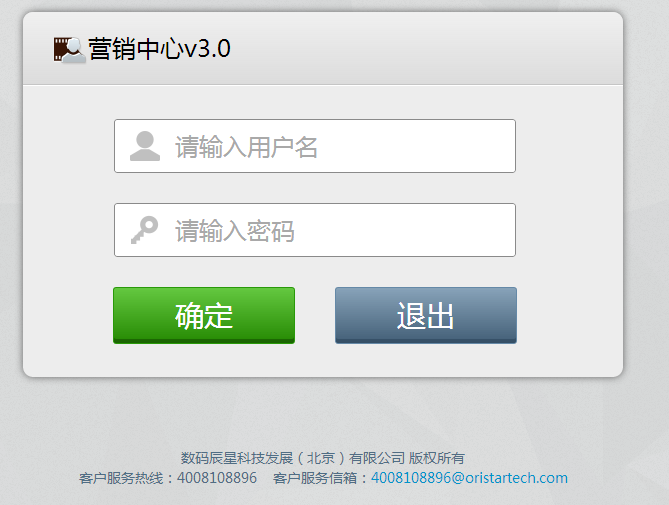 营销中心v3.0
请输入用户名
请输入密码
确定 退出
数码辰星科技发展（北京）有限公司 版权所有
客户服务热线：4008108896 客户服务信箱：4008108896@oristartech.com